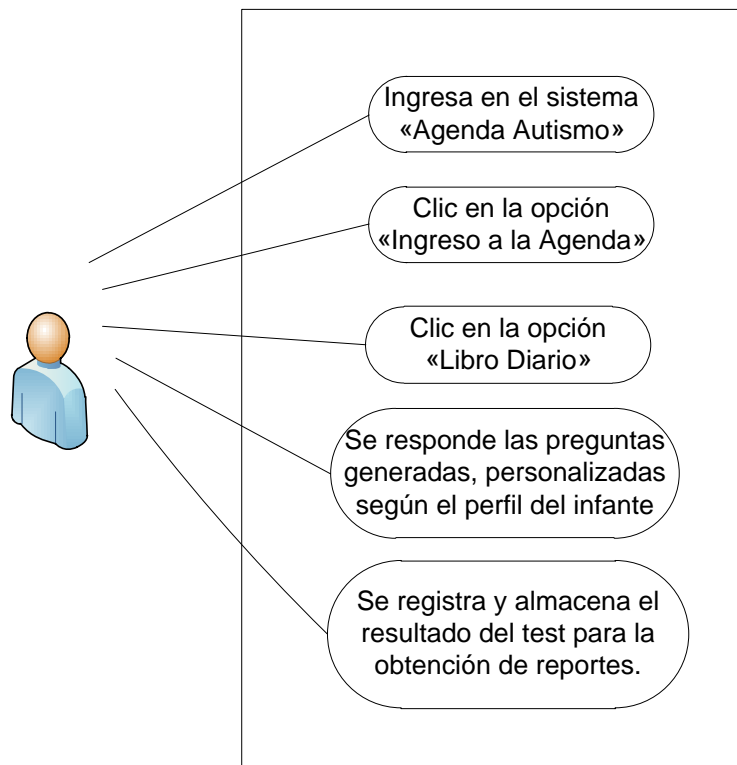 Ingresa en el sistema
«Agenda Autismo»
Clic en la opción
«Ingreso a la Agenda»
Clic en la opción
«Libro Diario»
Se responde las preguntas
generadas, personalizadas
según el perfil del infante
Se registra y almacena el
resultado del test para la
obtención de reportes.